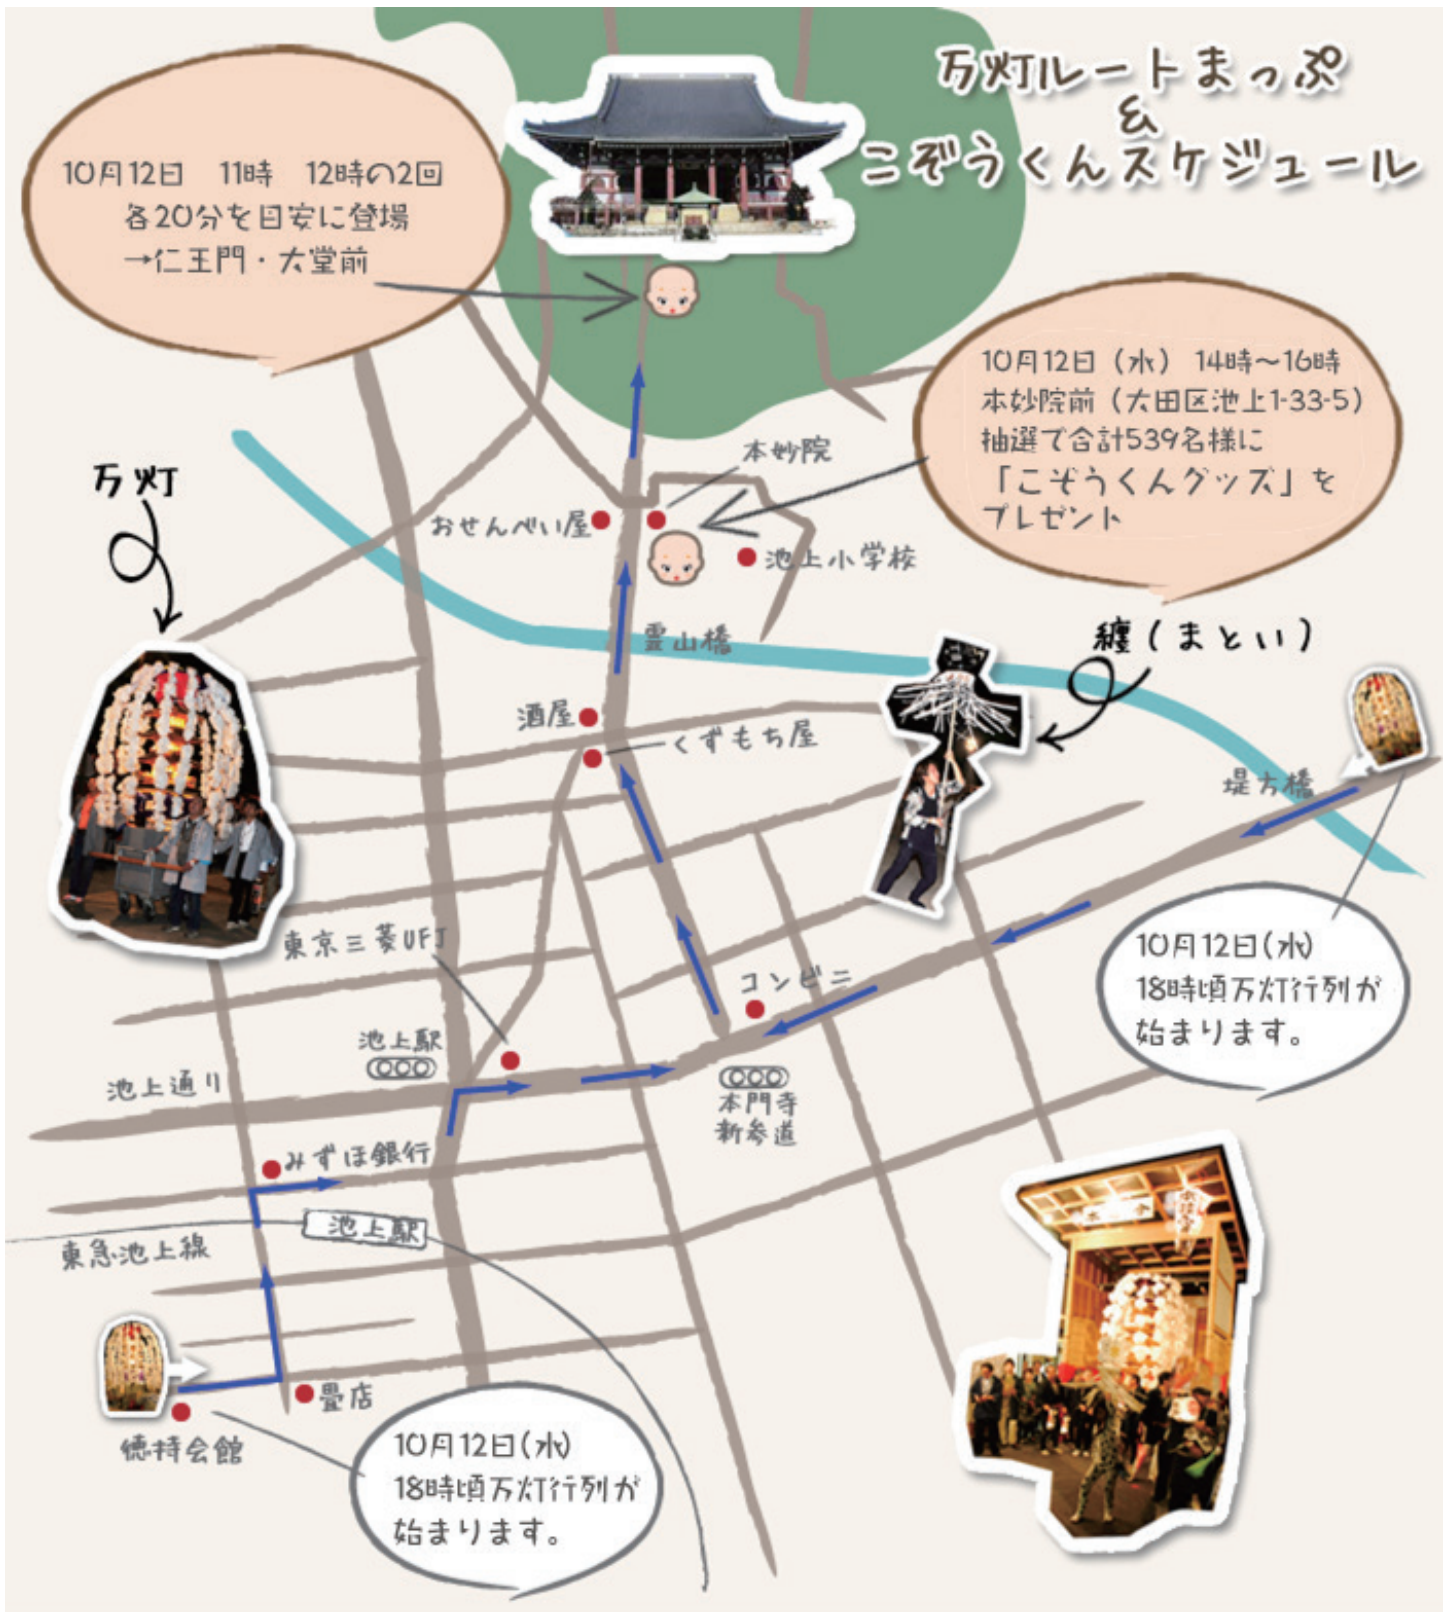 万灯ルートまっぷ
&
こぞうくんスケジュール
10月12日　11時　12時の2回
各20分を目安に登場
→仁王門・大堂前
10月12日（水）　14時〜16時
本妙院前（大田区池上1-33-5）
抽選で合計539名様に
「こぞうくんグッズ」を
プレゼント
本妙院
万灯
おせんべい屋
池上小学校
霊山橋
纏(まとい)
酒屋
くずもち屋
堤方橋
東京三菱UFJ
10月12日(水)
18時頃万灯行列が
始まります。
コンビニ
池上駅
池上通り
本門寺
新参道
みずほ銀行
池上駅
東急池上線
畳店
徳持会館
10月12日(水)
18時頃万灯行列が
始まります。